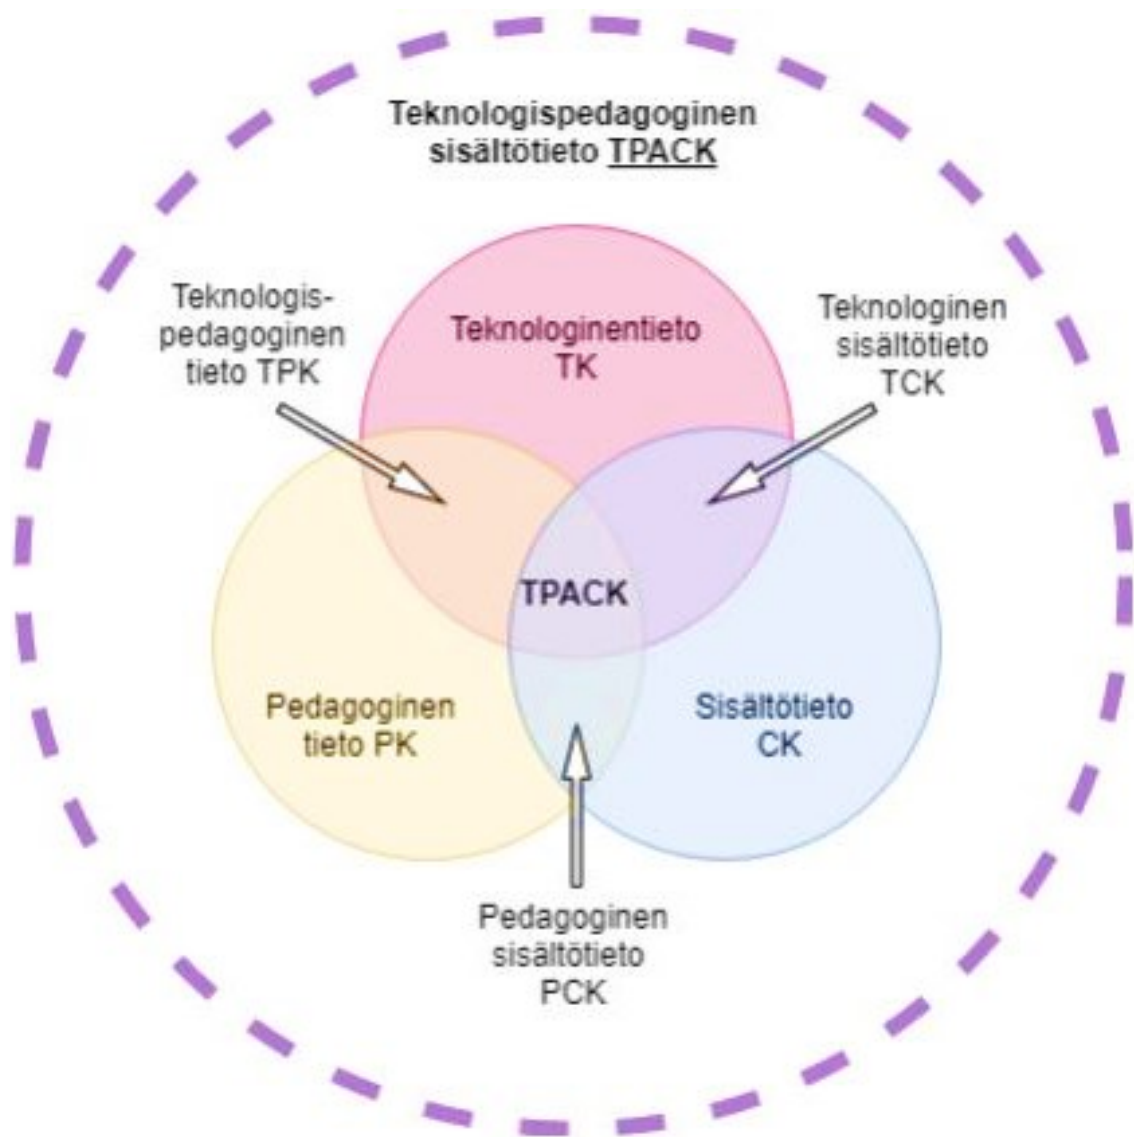 Teknologispedagoginen
sisältötieto TPACK
Teknologis-
pedagoginen
tieto TPK
Teknologinentieto
TK
Teknologinen
sisältötieto
TCK
TPACK
Pedagoginen
tieto PK
Sisältötieto
CK
Pedagoginen
sisältötieto
PCK